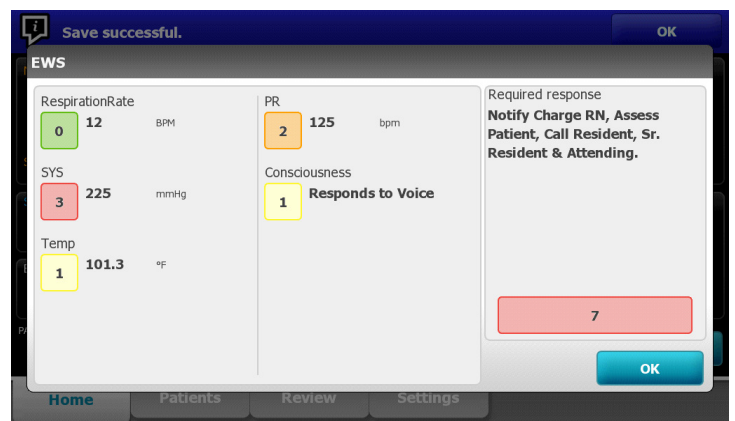 i
Save successful.
OK
EWS
RespirationRate
0 12 BPM
SYS
3 225 mmHg
Temp
1 101.3 °F
PR
2 125 bpm
Consciousness
1 Responds to Voice
Required response
Notify Charge RN, Assess
Patient, Call Resident, Sr.
Resident & Attending.
7
OK
Home
Patients
Review
Settings